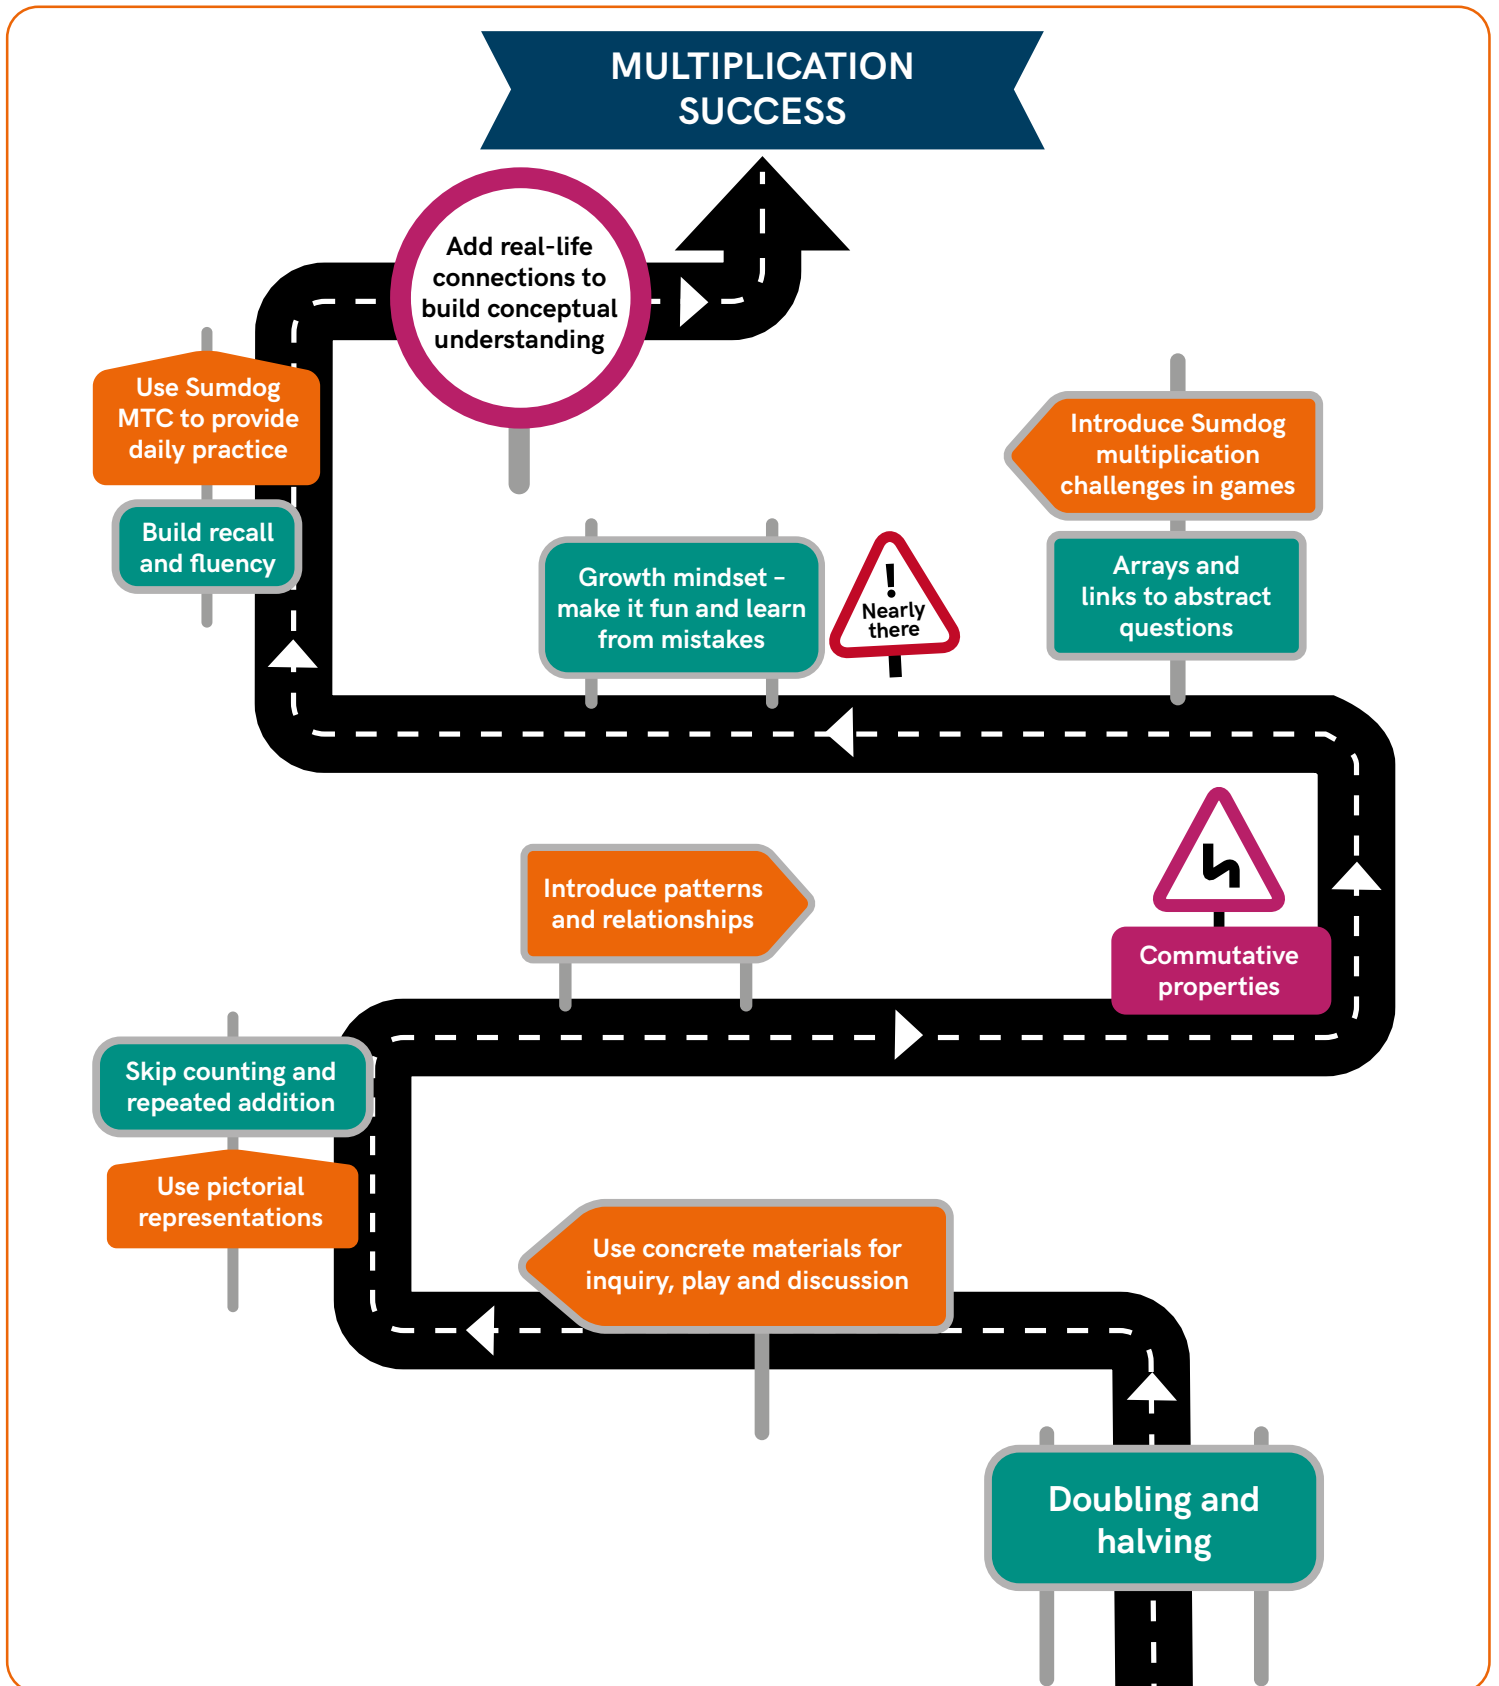 MULTIPLICATION
SUCCESS
Add real-life
connections to
build conceptual
understanding
Use Sumdog
MTC to provide
daily practice
Build recall
and fluency
Growth mindset –
make it fun and learn
from mistakes
!
Nearly
there
Introduce Sumdog
multiplication
challenges in games
Arrays and
links to abstract
questions
Introduce patterns
and relationships
Commutative
properties
Skip counting and
repeated addition
Use pictorial
representations
Use concrete materials for
inquiry, play and discussion
Doubling and
halving